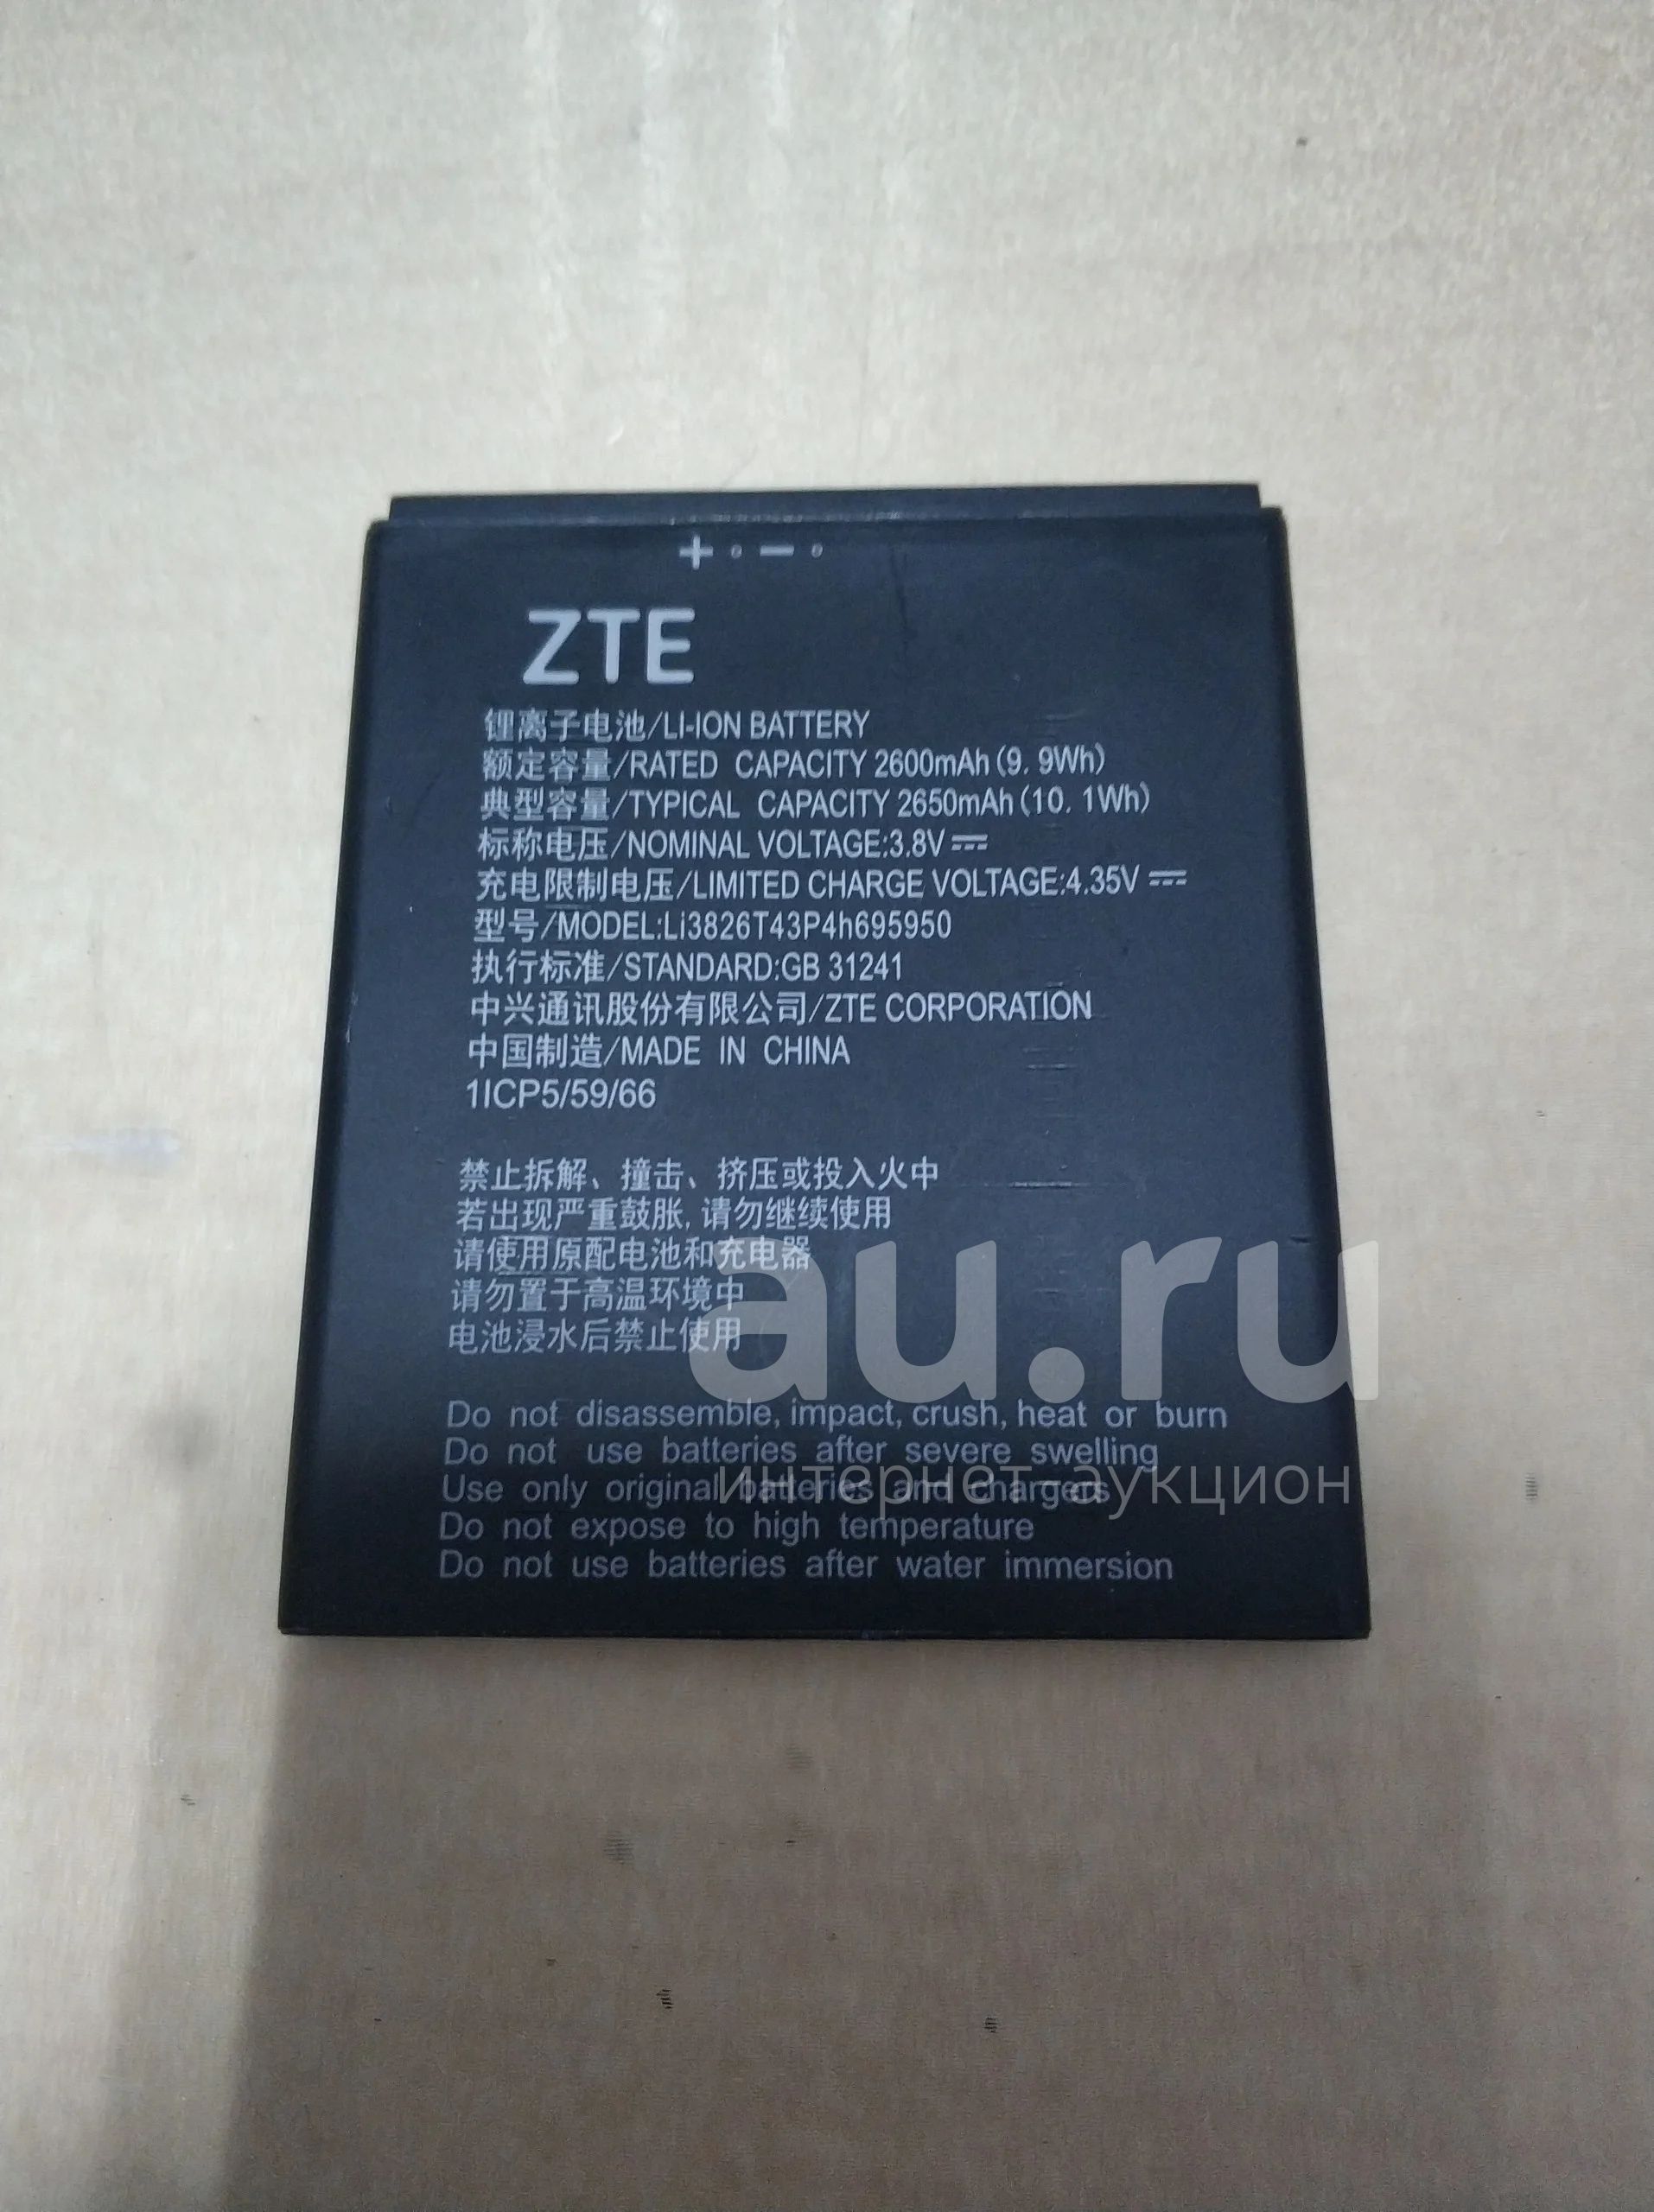 + ◦ − ◦
ZTE
锂离子电池/LI-ION BATTERY
额定容量/RATED CAPACITY 2600mAh (9.9Wh)
典型容量/TYPICAL CAPACITY 2650mAh (10.1Wh)
标称电压/NOMINAL VOLTAGE:3.8V ⎓
充电限制电压/LIMITED CHARGE VOLTAGE:4.35V ⎓
型号/MODEL:Li3826T43P4h695950
执行标准/STANDARD:GB 31241
中兴通讯股份有限公司/ZTE CORPORATION
中国制造/MADE IN CHINA
1ICP5/59/66
禁止拆解、撞击、挤压或投入火中
若出现严重鼓胀,请勿继续使用
请使用原配电池和充电器
请勿置于高温环境中
电池浸水后禁止使用
au.ru
Do not disassemble, impact, crush, heat or burn
Do not use batteries after severe swelling
Use only original batteries and chargers
интернет-аукцион
Do not expose to high temperature
Do not use batteries after water immersion